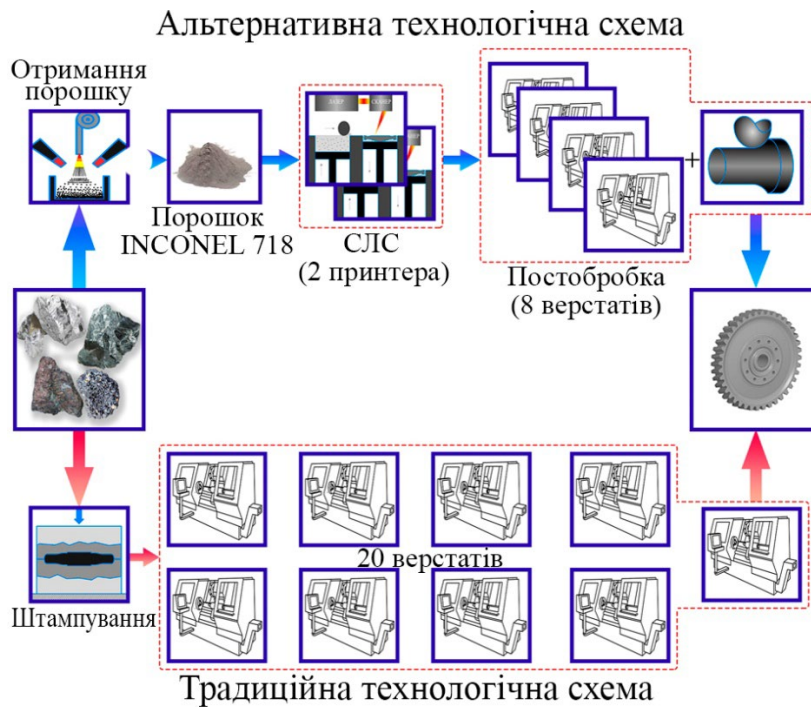 Альтернативна технологічна схема
Отримання
порошку
Порошок
INCONEL 718
СЛС
(2 принтера)
+
Постобробка
(8 верстатів)
20 верстатів
Штампування
Традиційна технологічна схема